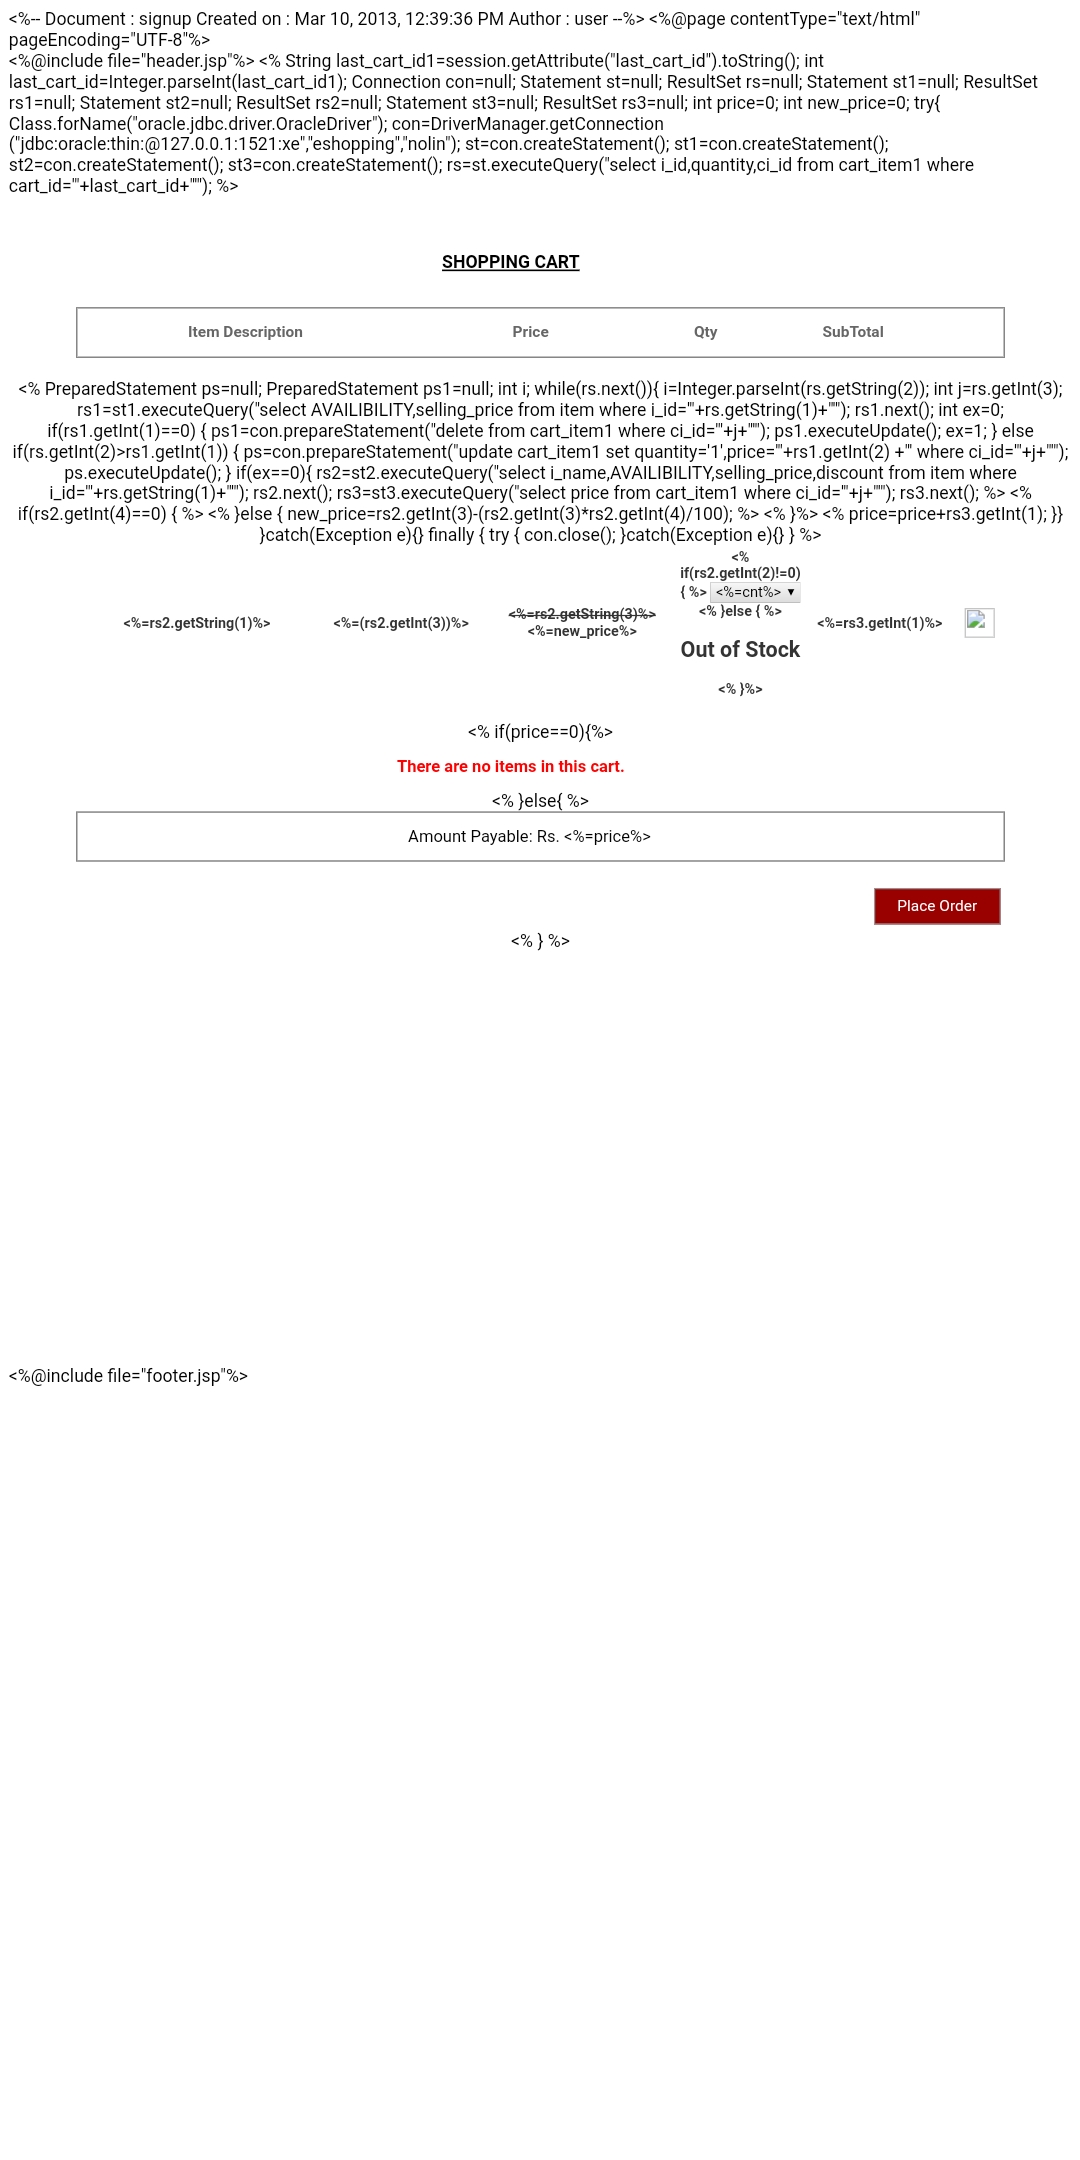 <%-- Document : signup Created on : Mar 10, 2013, 12:39:36 PM Author : user --%> <%@page contentType="text/html"
pageEncoding="UTF-8"%>
<%@include file="header.jsp"%> <% String last_cart_id1=session.getAttribute("last_cart_id").toString(); int
last_cart_id=Integer.parseInt(last_cart_id1); Connection con=null; Statement st=null; ResultSet rs=null; Statement st1=null; ResultSet
rs1=null; Statement st2=null; ResultSet rs2=null; Statement st3=null; ResultSet rs3=null; int price=0; int new_price=0; try{
Class.forName("oracle.jdbc.driver.OracleDriver"); con=DriverManager.getConnection
("jdbc:oracle:thin:@127.0.0.1:1521:xe","eshopping","nolin"); st=con.createStatement(); st1=con.createStatement();
st2=con.createStatement(); st3=con.createStatement(); rs=st.executeQuery("select i_id,quantity,ci_id from cart_item1 where
cart_id='"+last_cart_id+"'"); %>
SHOPPING CART
Item Description Price Qty SubTotal
<% PreparedStatement ps=null; PreparedStatement ps1=null; int i; while(rs.next()){ i=Integer.parseInt(rs.getString(2)); int j=rs.getInt(3);
rs1=st1.executeQuery("select AVAILIBILITY,selling_price from item where i_id='"+rs.getString(1)+"'"); rs1.next(); int ex=0;
if(rs1.getInt(1)==0) { ps1=con.prepareStatement("delete from cart_item1 where ci_id='"+j+"'"); ps1.executeUpdate(); ex=1; } else
if(rs.getInt(2)>rs1.getInt(1)) { ps=con.prepareStatement("update cart_item1 set quantity='1',price='"+rs1.getInt(2) +"' where ci_id='"+j+"'");
ps.executeUpdate(); } if(ex==0){ rs2=st2.executeQuery("select i_name,AVAILIBILITY,selling_price,discount from item where
i_id='"+rs.getString(1)+"'"); rs2.next(); rs3=st3.executeQuery("select price from cart_item1 where ci_id='"+j+"'"); rs3.next(); %> <%
if(rs2.getInt(4)==0) { %> <% }else { new_price=rs2.getInt(3)-(rs2.getInt(3)*rs2.getInt(4)/100); %> <% }%> <% price=price+rs3.getInt(1); }}
}catch(Exception e){} finally { try { con.close(); }catch(Exception e){} } %>
<%
if(rs2.getInt(2)!=0)
{ %> <%=cnt%>
<% }else { %>
<%=rs2.getString(1)%> <%=(rs2.getInt(3))%> <%=rs2.getString(3)%>
<%=new_price%> <%=rs3.getInt(1)%>
Out of Stock
<% }%>
<% if(price==0){%>
There are no items in this cart.
<% }else{ %>
Amount Payable: Rs. <%=price%>
Place Order
<% } %>
<%@include file="footer.jsp"%>